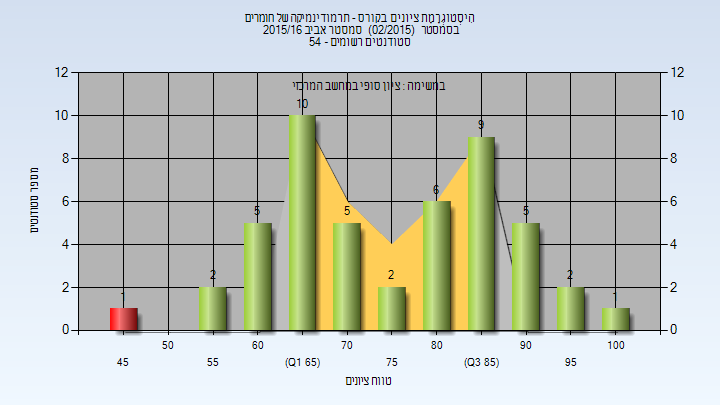 היסטוגרמת ציונים בקורס - תרמודינמיקה של חומרים
בסמסטר (02/2015) סמסטר אביב 2015/16
סטודנטים רשומים - 54
במשימה : ציון סופי במחשב המרכזי
12 12
10 10
8 8
6 6
4 4
2 2
0 0
1 2 5 10 5 2 6 9 5 2 1
מספר סטודנטים
45 50 55 60 (Q1 65) 70 75 80 (Q3 85) 90 95 100
טווח ציונים